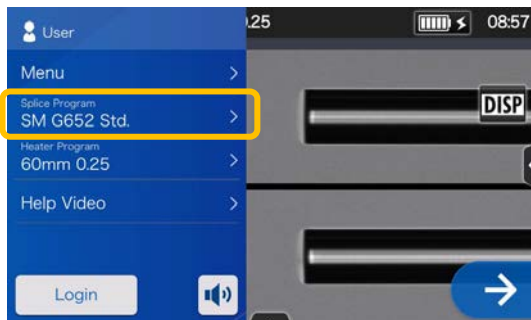 User
.25
08:57
Menu
Splice Program
SM G652 Std.
DISP
Heater Program
60mm 0.25
Help Video
Login